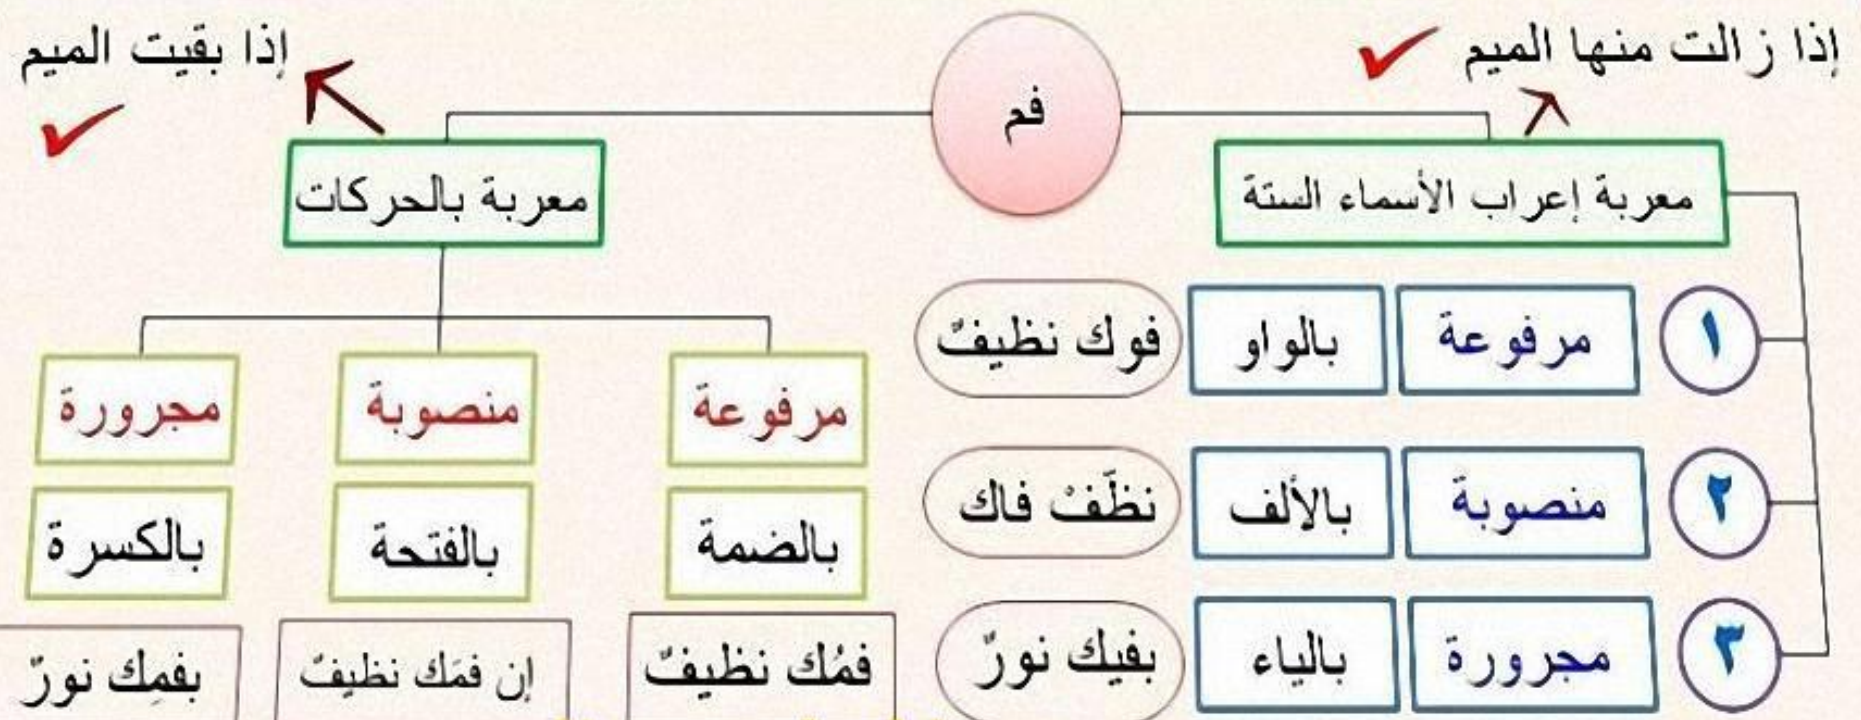 فم
إذا زالت منها الميم
معربة إعراب الأسماء الستة
١ مرفوعة بالواو فوك نظيفٌ
٢ منصوبة بالألف نظّفْ فاك
٣ مجرورة بالياء بفيك نورٌ
إذا بقيت الميم
معربة بالحركات
مرفوعة منصوبة مجرورة
بالضمة بالفتحة بالكسرة
فمُك نظيفٌ إن فمَك نظيفٌ بفمِك نورٌ